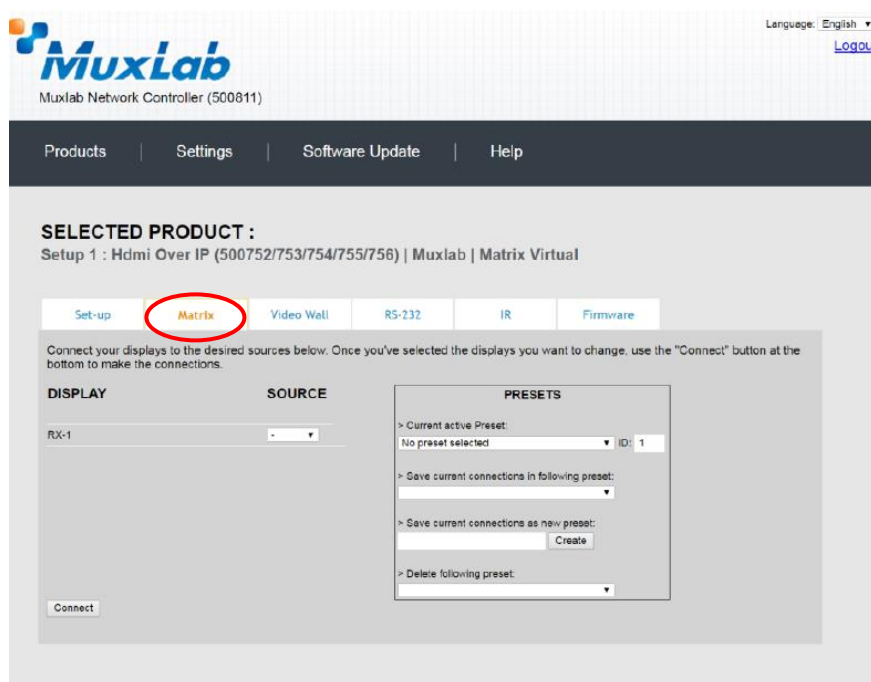 Language: English
Logou
MuxLab
Muxlab Network Controller (500811)
Products | Settings | Software Update | Help
SELECTED PRODUCT :
Setup 1 : Hdmi Over IP (500752/753/754/755/756) | Muxlab | Matrix Virtual
Set-up Matrix Video Wall RS-232 IR Firmware
Connect your displays to the desired sources below. Once you've selected the displays you want to change, use the "Connect" button at the
bottom to make the connections.
DISPLAY SOURCE
RX-1 -
PRESETS
> Current active Preset:
No preset selected ID: 1
> Save current connections in following preset:
> Save current connections as new preset:
Create
> Delete following preset:
Connect